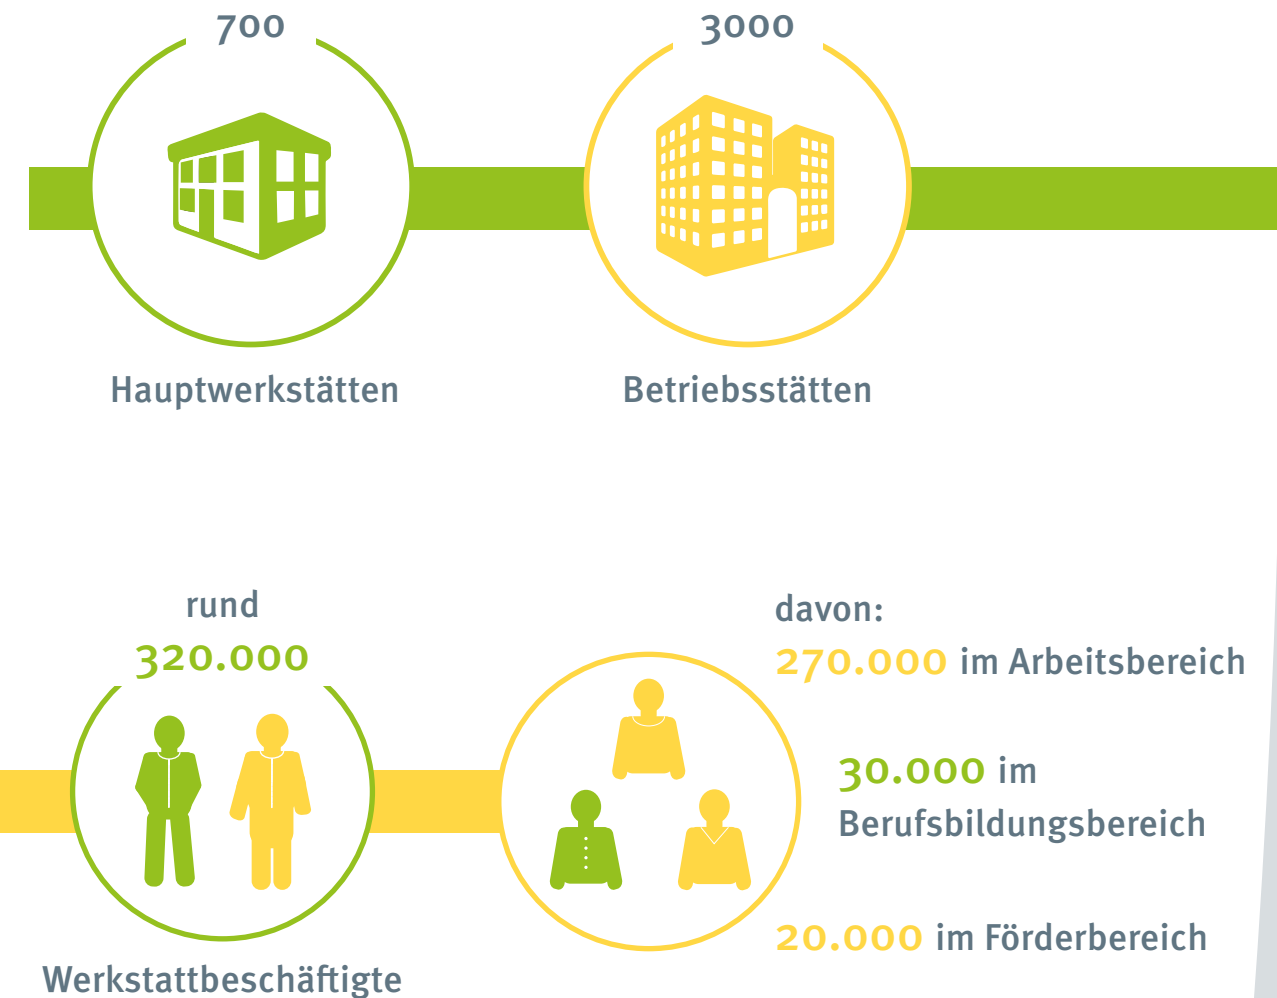 700
3000
Hauptwerkstätten
Betriebsstätten
rund
320.000
Werkstattbeschäftigte
davon:
270.000 im Arbeitsbereich
30.000 im
Berufsbildungsbereich
20.000 im Förderbereich